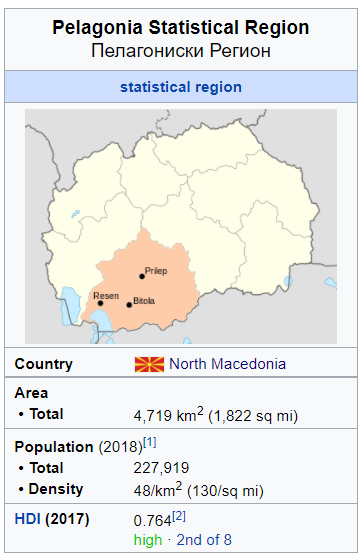 Pelagonia Statistical Region
Пелагониски Регион
statistical region
Prilep
Resen
Bitola
Country North Macedonia
Area
• Total 4,719 km² (1,822 sq mi)
Population (2018)[1]
• Total 227,919
• Density 48/km² (130/sq mi)
HDI (2017) 0.764[2]
high · 2nd of 8